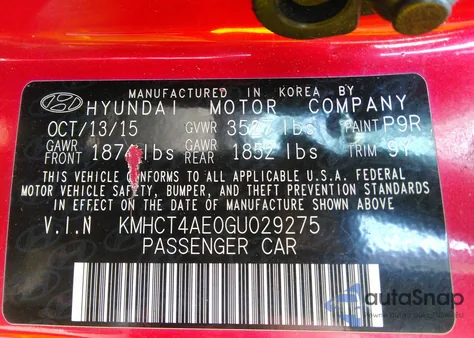 MANUFACTURED IN KOREA BY
HYUNDAI MOTOR COMPANY
OCT/13/15 GVWR 3527 lbs PAINT P9R
GAWR FRONT lbs GAWR REAR 1852 lbs TRIM 9Y
THIS VEHICLE CONFORMS TO ALL APPLICABLE U.S.A. FEDERAL
MOTOR VEHICLE SAFETY, BUMPER, AND THEFT PREVENTION STANDARDS
IN EFFECT ON THE DATE OF MANUFACTURE SHOWN ABOVE
V.I.N KMHCT4AE0GU029275
PASSENGER CAR
autoSnap